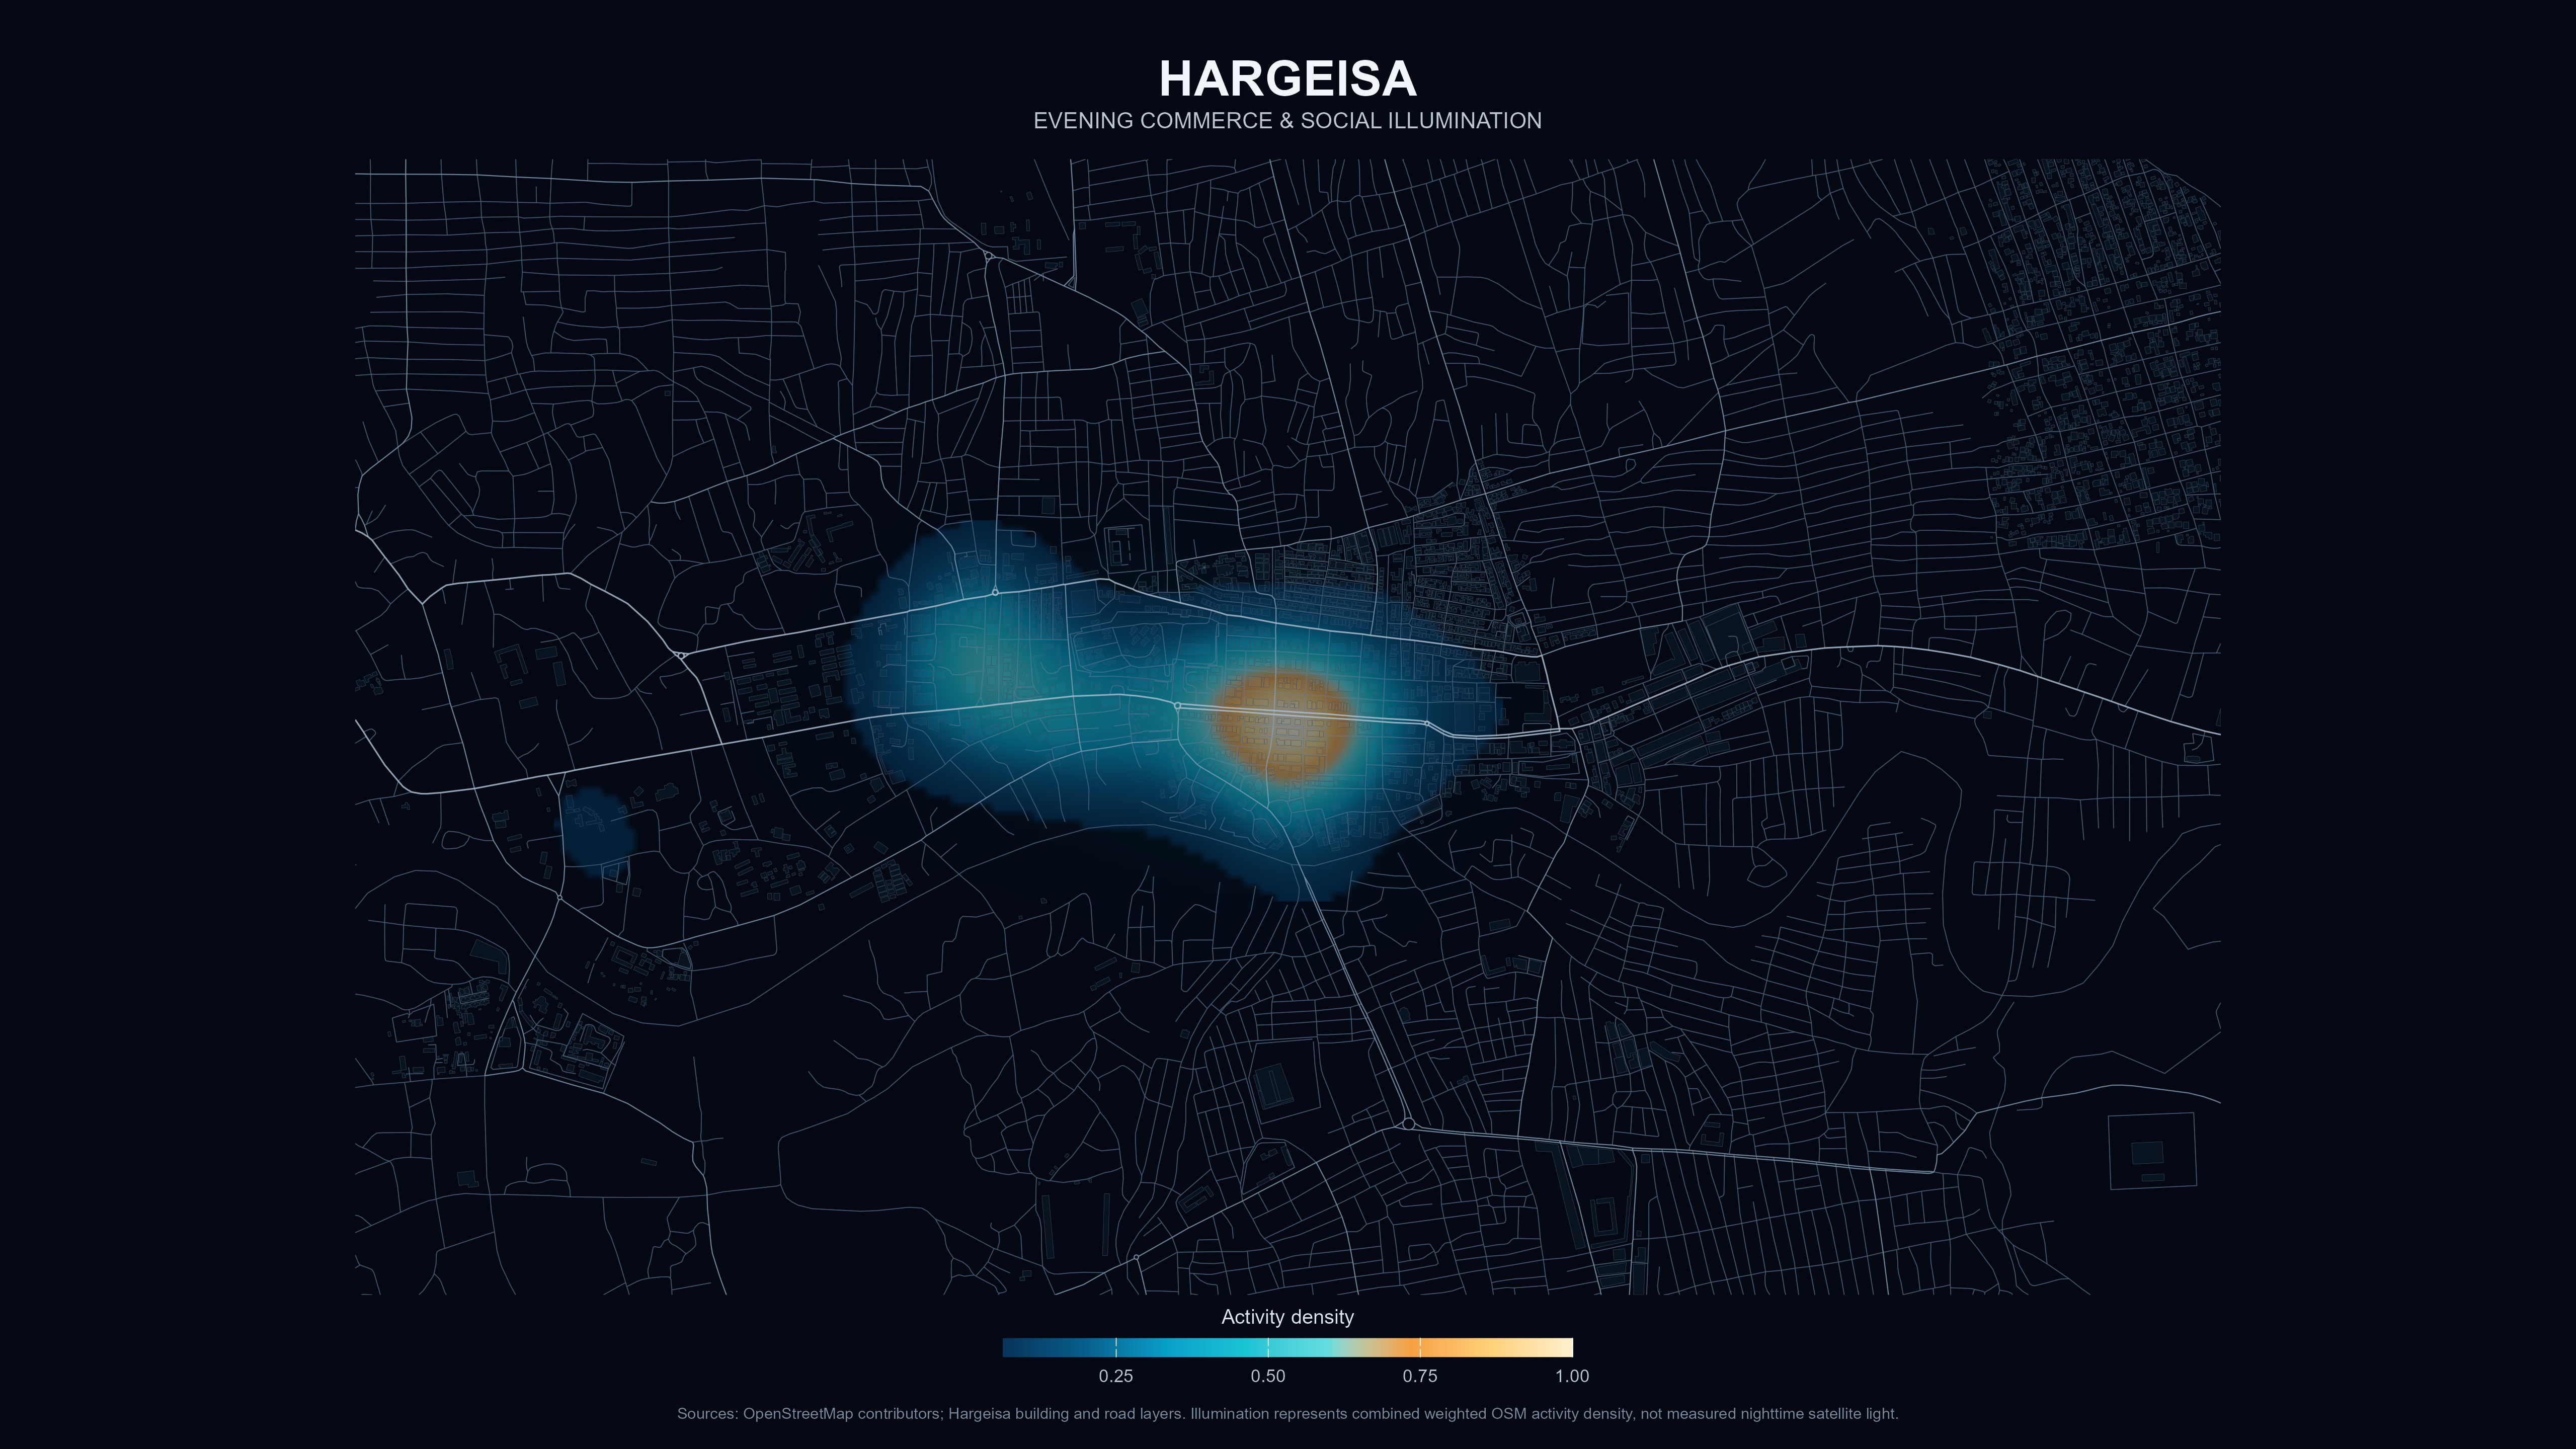 HARGEISA
EVENING COMMERCE & SOCIAL ILLUMINATION
Activity density
0.25 0.50 0.75 1.00
Sources: OpenStreetMap contributors; Hargeisa building and road layers. Illumination represents combined weighted OSM activity density, not measured nighttime satellite light.